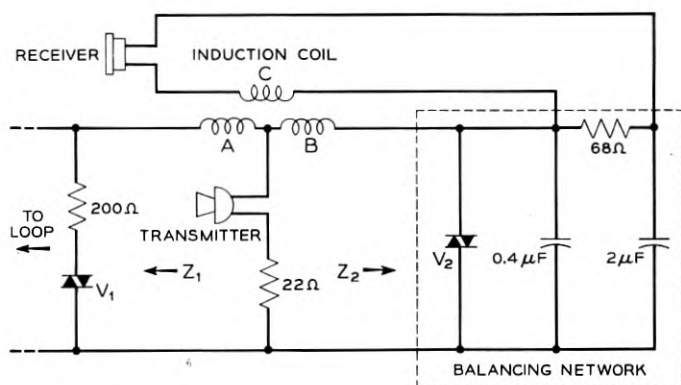 RECEIVER
INDUCTION COIL
C
A
B
68Ω
200Ω
TO
LOOP
TRANSMITTER
V1
Z1
22Ω
Z2
V2
0.4μF
2μF
BALANCING NETWORK